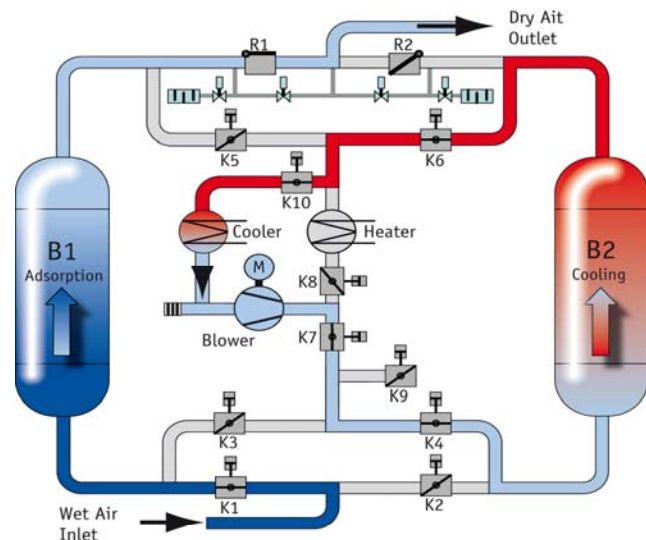 Dry Ait
Outlet
R1
R2
K5
K6
K10
Cooler
Heater
B1
Adsorption
B2
Cooling
M
K8
Blower
K7
K9
K3
K4
K1
K2
Wet Air
Inlet